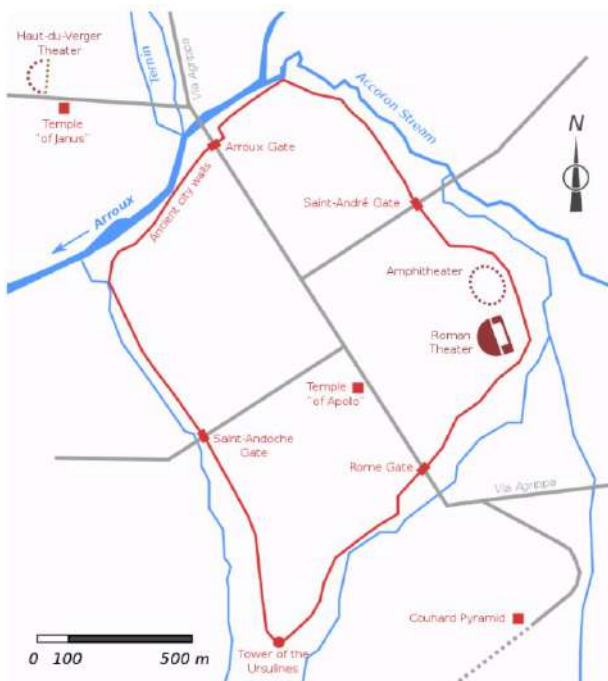 Haut-du-Verger
Theater
Ternin
Via Agrippa
Accoron Stream
Temple
"of Janus"
Arroux Gate
N
Ancient city walls
Saint-André Gate
Arroux
Amphitheater
Roman
Theater
Temple
"of Apolo"
Saint-Andoche
Gate
Rome Gate
Via Agrippa
Couhard Pyramid
0 100 500 m
Tower of the
Ursulines